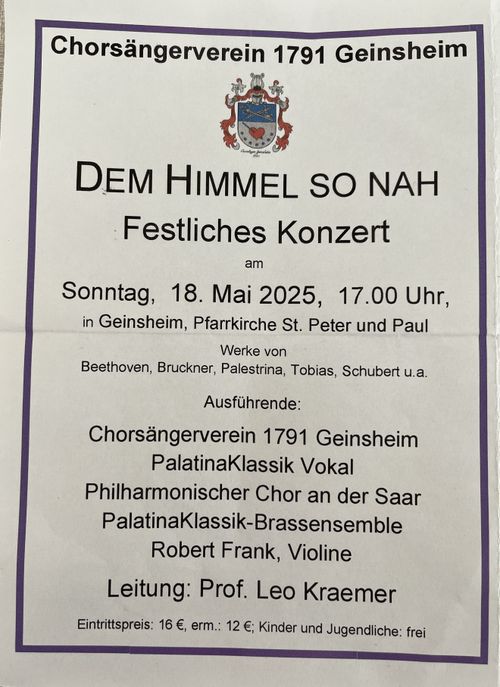 Chorsängerverein 1791 Geinsheim
DEM HIMMEL SO NAH
Festliches Konzert
am
Sonntag, 18. Mai 2025, 17.00 Uhr,
in Geinsheim, Pfarrkirche St. Peter und Paul
Werke von
Beethoven, Bruckner, Palestrina, Tobias, Schubert u.a.
Ausführende:
Chorsängerverein 1791 Geinsheim
PalatinaKlassik Vokal
Philharmonischer Chor an der Saar
PalatinaKlassik-Brassensemble
Robert Frank, Violine
Leitung: Prof. Leo Kraemer
Eintrittspreis: 16 €, erm.: 12 €; Kinder und Jugendliche: frei